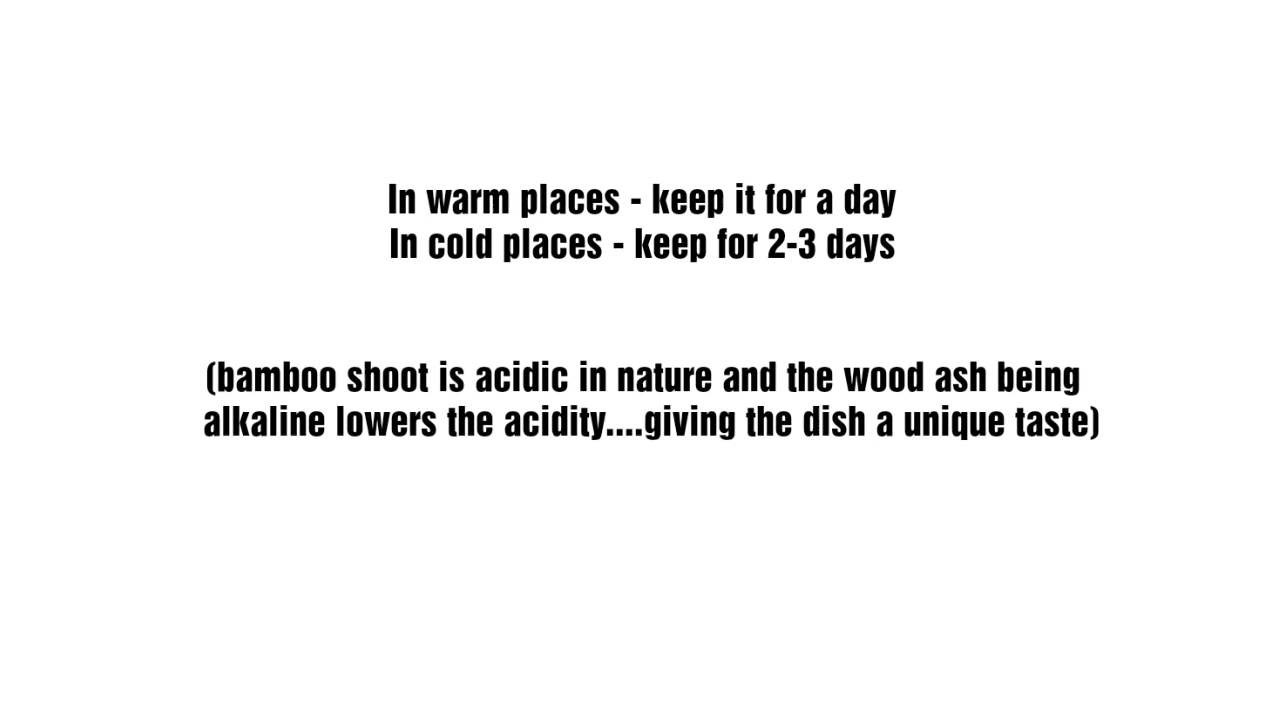 In warm places - keep it for a day
In cold places - keep for 2-3 days
(bamboo shoot is acidic in nature and the wood ash being
alkaline lowers the acidity....giving the dish a unique taste)